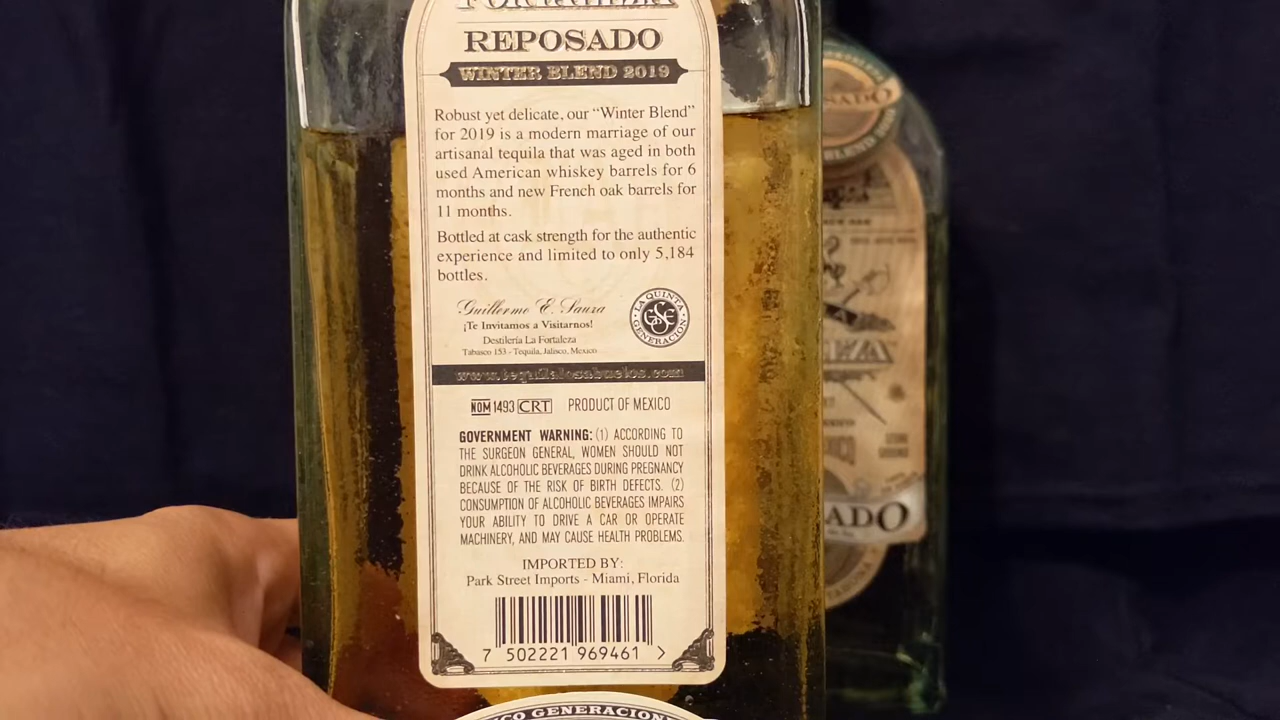 FORTALEZA
REPOSADO
WINTER BLEND 2019
Robust yet delicate, our “Winter Blend”
for 2019 is a modern marriage of our
artisanal tequila that was aged in both
used American whiskey barrels for 6
months and new French oak barrels for
11 months.
Bottled at cask strength for the authentic
experience and limited to only 5,184
bottles.
Guillermo E. Sauza
¡Te Invitamos a Visitarnos!
Destilería La Fortaleza
Tabasco 153 - Tequila, Jalisco, Mexico
LA QUINTA
GSE
GENERACIÓN
www.tequilalosabuelos.com
NOM 1493 CRT PRODUCT OF MEXICO
GOVERNMENT WARNING: (1) ACCORDING TO
THE SURGEON GENERAL, WOMEN SHOULD NOT
DRINK ALCOHOLIC BEVERAGES DURING PREGNANCY
BECAUSE OF THE RISK OF BIRTH DEFECTS. (2)
CONSUMPTION OF ALCOHOLIC BEVERAGES IMPAIRS
YOUR ABILITY TO DRIVE A CAR OR OPERATE
MACHINERY, AND MAY CAUSE HEALTH PROBLEMS.
IMPORTED BY:
Park Street Imports - Miami, Florida
7 502221 969461 >
CO GENERACIONE
SADO
ADO